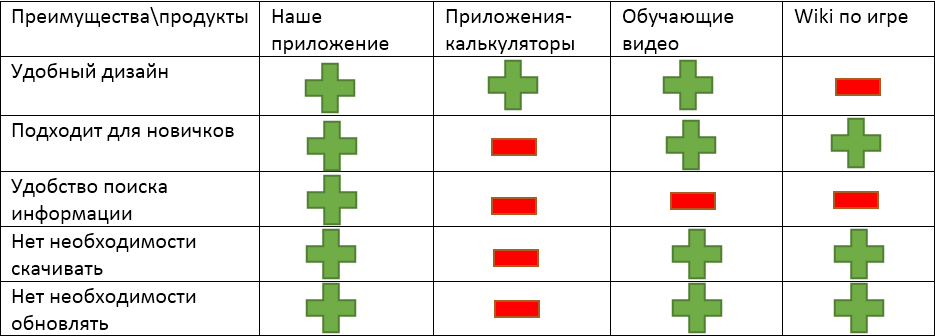 Преимущества\продукты
Наше
приложение
Приложения-
калькуляторы
Обучающие
видео
Wiki по игре
Удобный дизайн
Подходит для новичков
Удобство поиска
информации
Нет необходимости
скачивать
Нет необходимости
обновлять